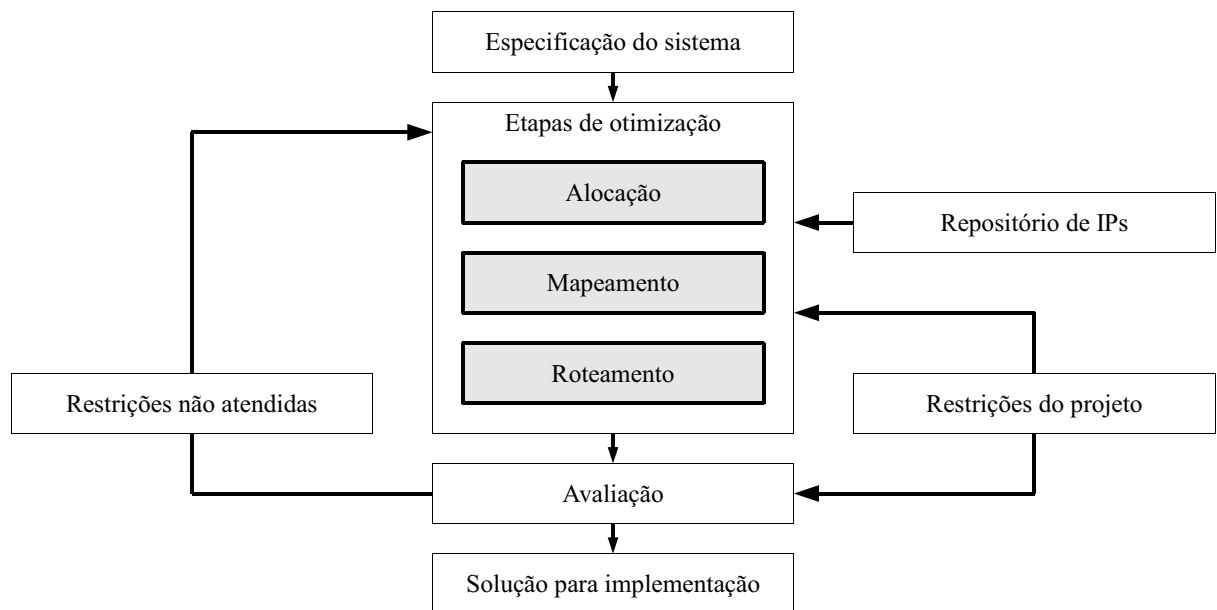 Especificação do sistema
Etapas de otimização
Alocação
Repositório de IPs
Mapeamento
Roteamento
Restrições não atendidas
Restrições do projeto
Avaliação
Solução para implementação